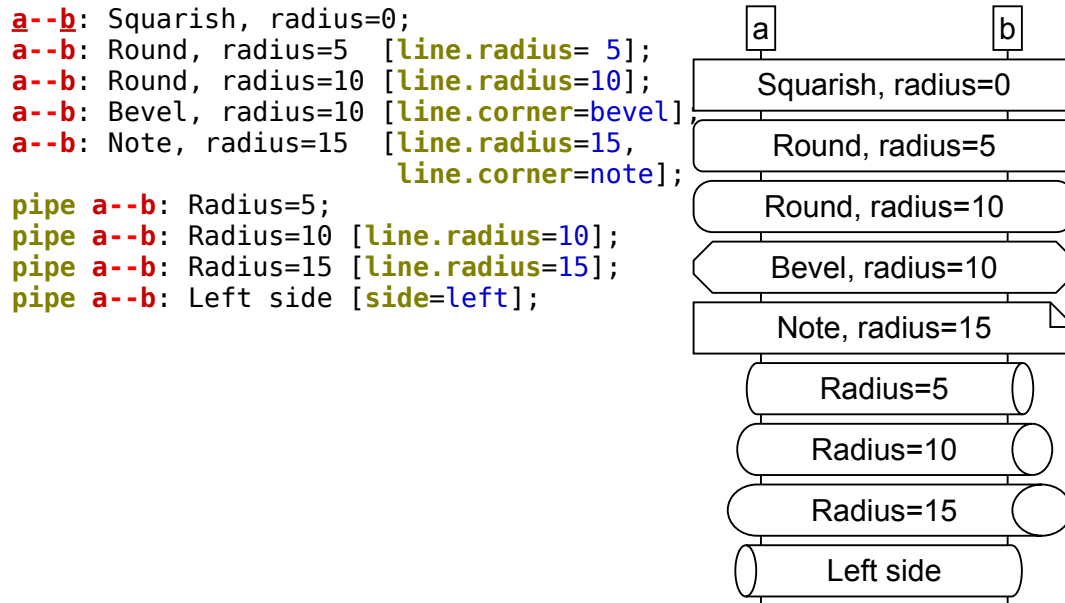 a--b: Squarish, radius=0;
a--b: Round, radius=5  [line.radius= 5];
a--b: Round, radius=10 [line.radius=10];
a--b: Bevel, radius=10 [line.corner=bevel];
a--b: Note, radius=15  [line.radius=15,
                        line.corner=note];
pipe a--b: Radius=5;
pipe a--b: Radius=10 [line.radius=10];
pipe a--b: Radius=15 [line.radius=15];
pipe a--b: Left side [side=left];
a b
Squarish, radius=0
Round, radius=5
Round, radius=10
Bevel, radius=10
Note, radius=15
Radius=5
Radius=10
Radius=15
Left side